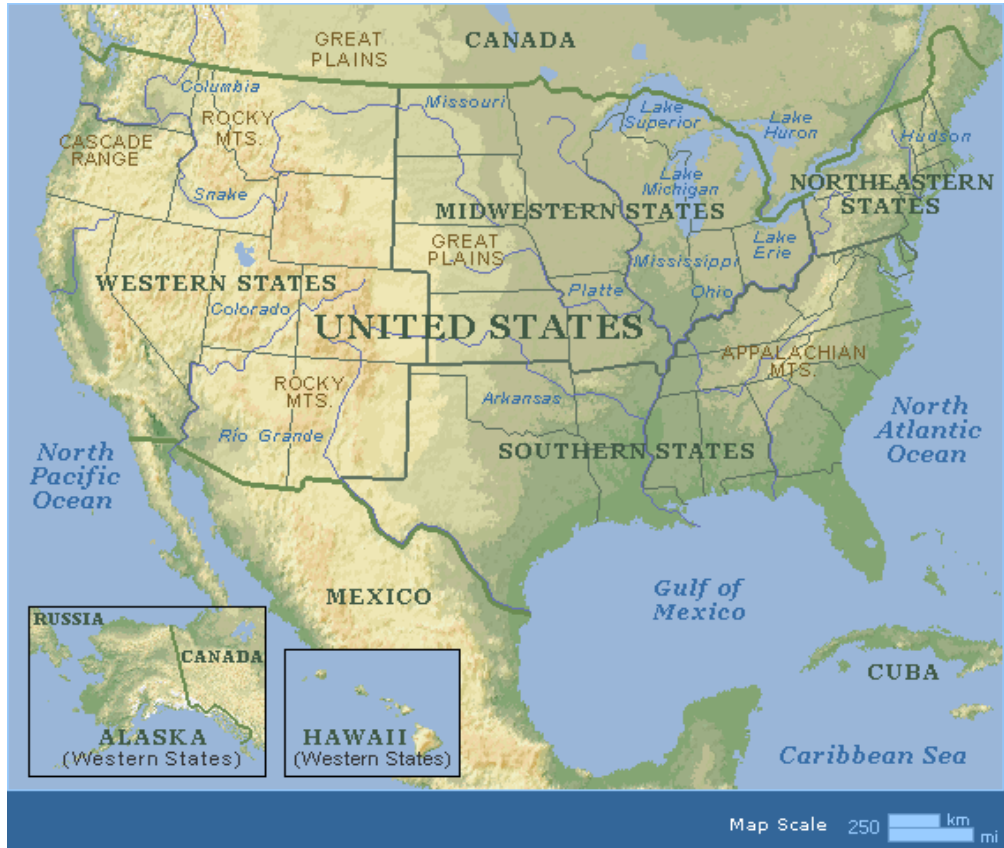 GREAT
PLAINS
CANADA
Columbia
Missouri
Lake
Superior
Lake
Huron
ROCKY
MTS.
CASCADE
RANGE
Hudson
Snake
Lake
Michigan
NORTHEASTERN
STATES
MIDWESTERN STATES
GREAT
PLAINS
Lake
Erie
Mississippi
WESTERN STATES
Platte
Ohio
Colorado
UNITED STATES
APPALACHIAN
MTS.
ROCKY
MTS.
Arkansas
North
Atlantic
Ocean
Río Grande
SOUTHERN STATES
North
Pacific
Ocean
MEXICO
Gulf of
Mexico
RUSSIA
CANADA
CUBA
ALASKA
(Western States)
HAWAII
(Western States)
Caribbean Sea
Map Scale 250 km
mi